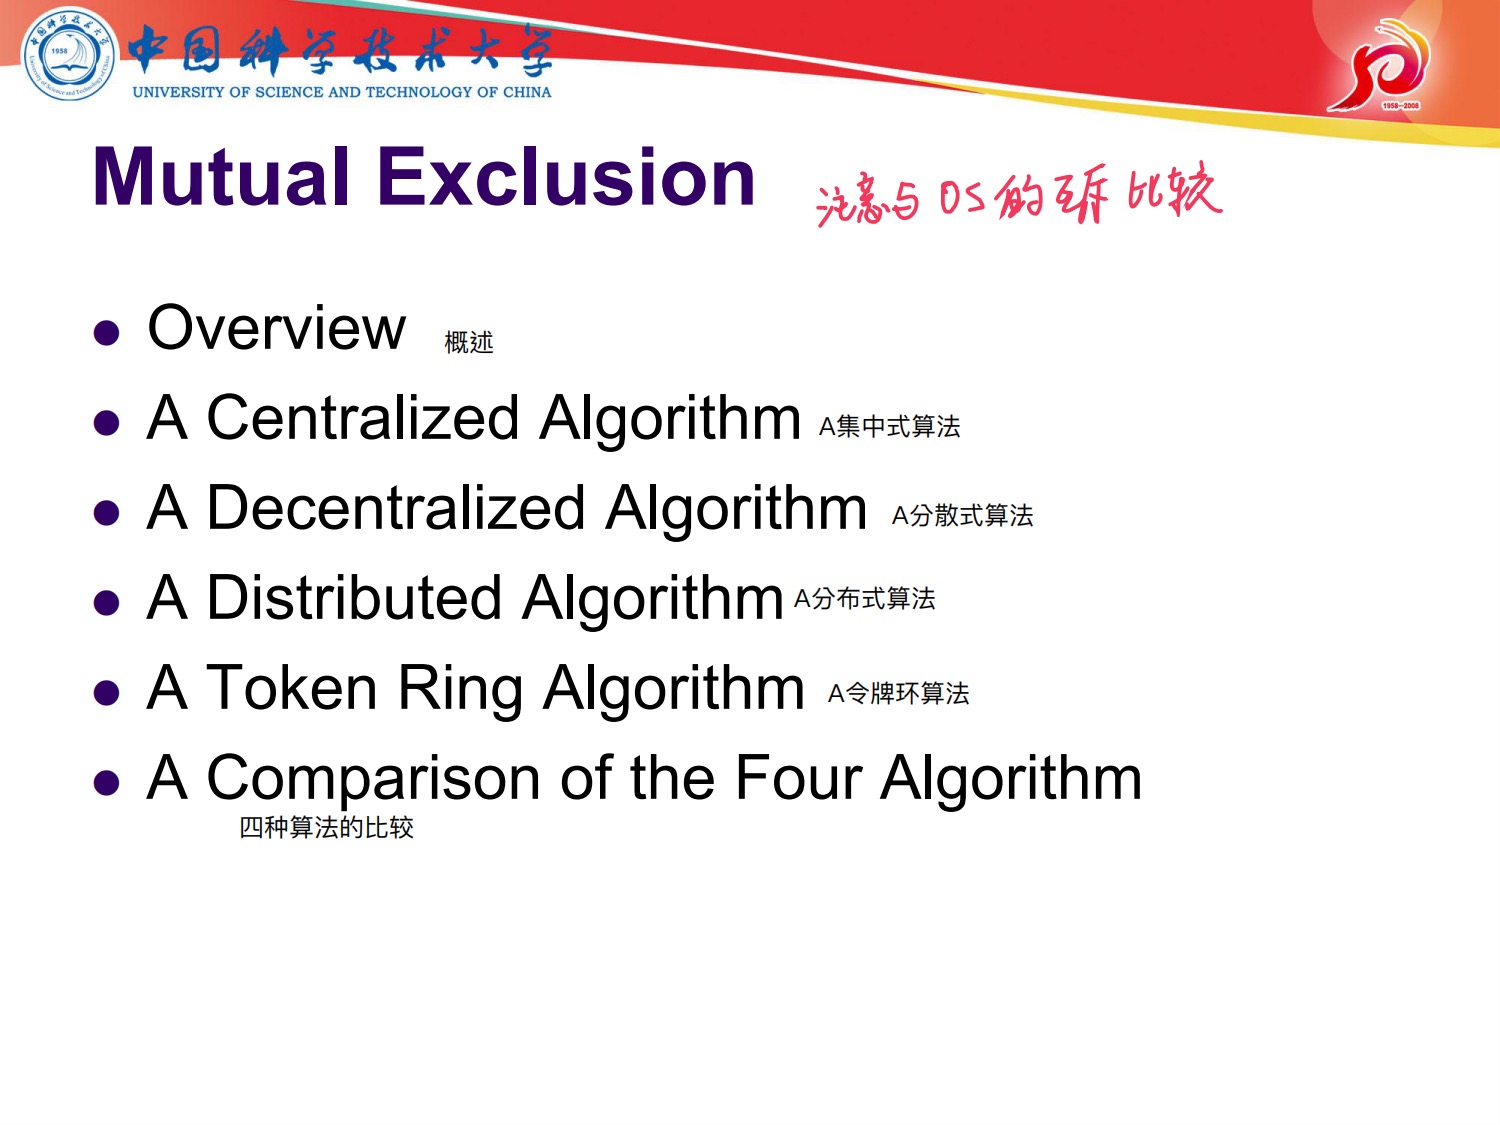 中国科学技术大学
UNIVERSITY OF SCIENCE AND TECHNOLOGY OF CHINA
1958
1958—2008
Mutual Exclusion 注意与OS的互斥比较
Overview 概述
A Centralized Algorithm A集中式算法
A Decentralized Algorithm A分散式算法
A Distributed Algorithm A分布式算法
A Token Ring Algorithm A令牌环算法
A Comparison of the Four Algorithm
四种算法的比较